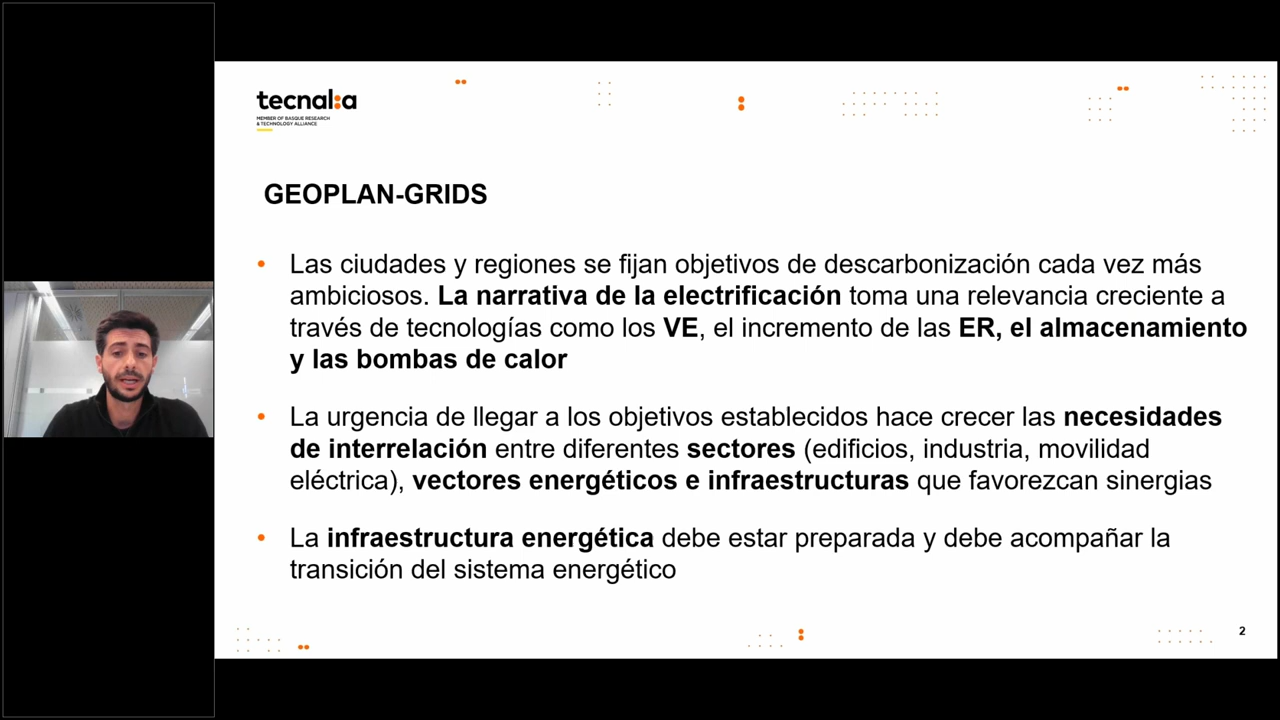 tecnalia
MEMBER OF BASQUE RESEARCH
& TECHNOLOGY ALLIANCE
GEOPLAN-GRIDS
• Las ciudades y regiones se fijan objetivos de descarbonización cada vez más
ambiciosos. La narrativa de la electrificación toma una relevancia creciente a
través de tecnologías como los VE, el incremento de las ER, el almacenamiento
y las bombas de calor
• La urgencia de llegar a los objetivos establecidos hace crecer las necesidades
de interrelación entre diferentes sectores (edificios, industria, movilidad
eléctrica), vectores energéticos e infraestructuras que favorezcan sinergias
• La infraestructura energética debe estar preparada y debe acompañar la
transición del sistema energético
2